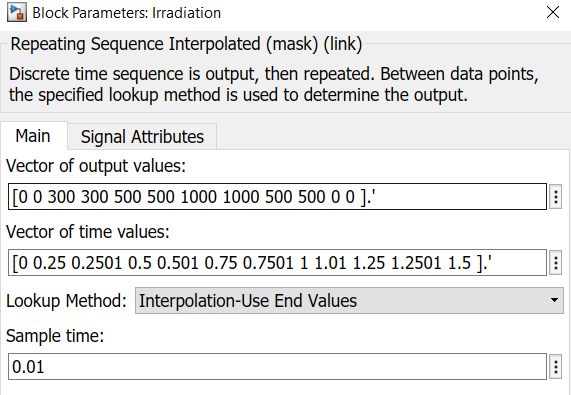 Block Parameters: Irradiation
Repeating Sequence Interpolated (mask) (link)
Discrete time sequence is output, then repeated. Between data points,
the specified lookup method is used to determine the output.
Main Signal Attributes
Vector of output values:
[0 0 300 300 500 500 1000 1000 500 500 0 0 ].'
Vector of time values:
[0 0.25 0.2501 0.5 0.501 0.75 0.7501 1 1.01 1.25 1.2501 1.5 ].'
Lookup Method: Interpolation-Use End Values
Sample time:
0.01